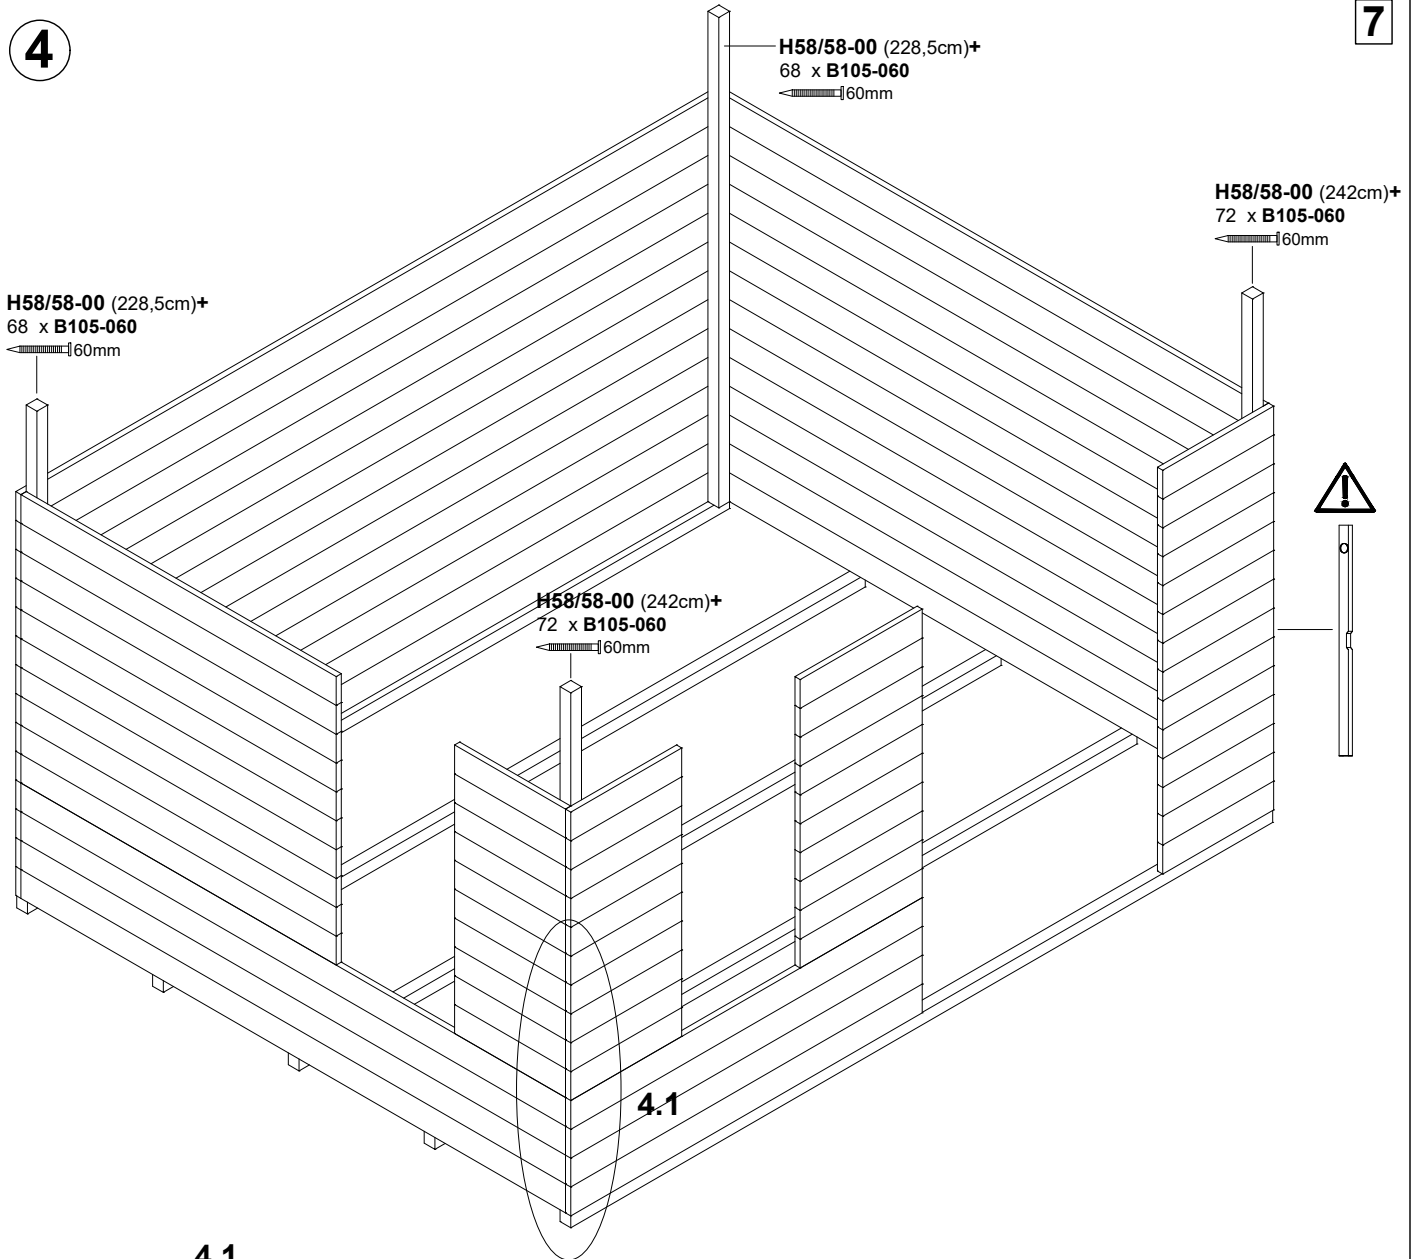 4
7
H58/58-00 (228,5cm)+
68 x B105-060
60mm
H58/58-00 (242cm)+
72 x B105-060
60mm
H58/58-00 (228,5cm)+
68 x B105-060
60mm
H58/58-00 (242cm)+
72 x B105-060
60mm
4.1
4.1